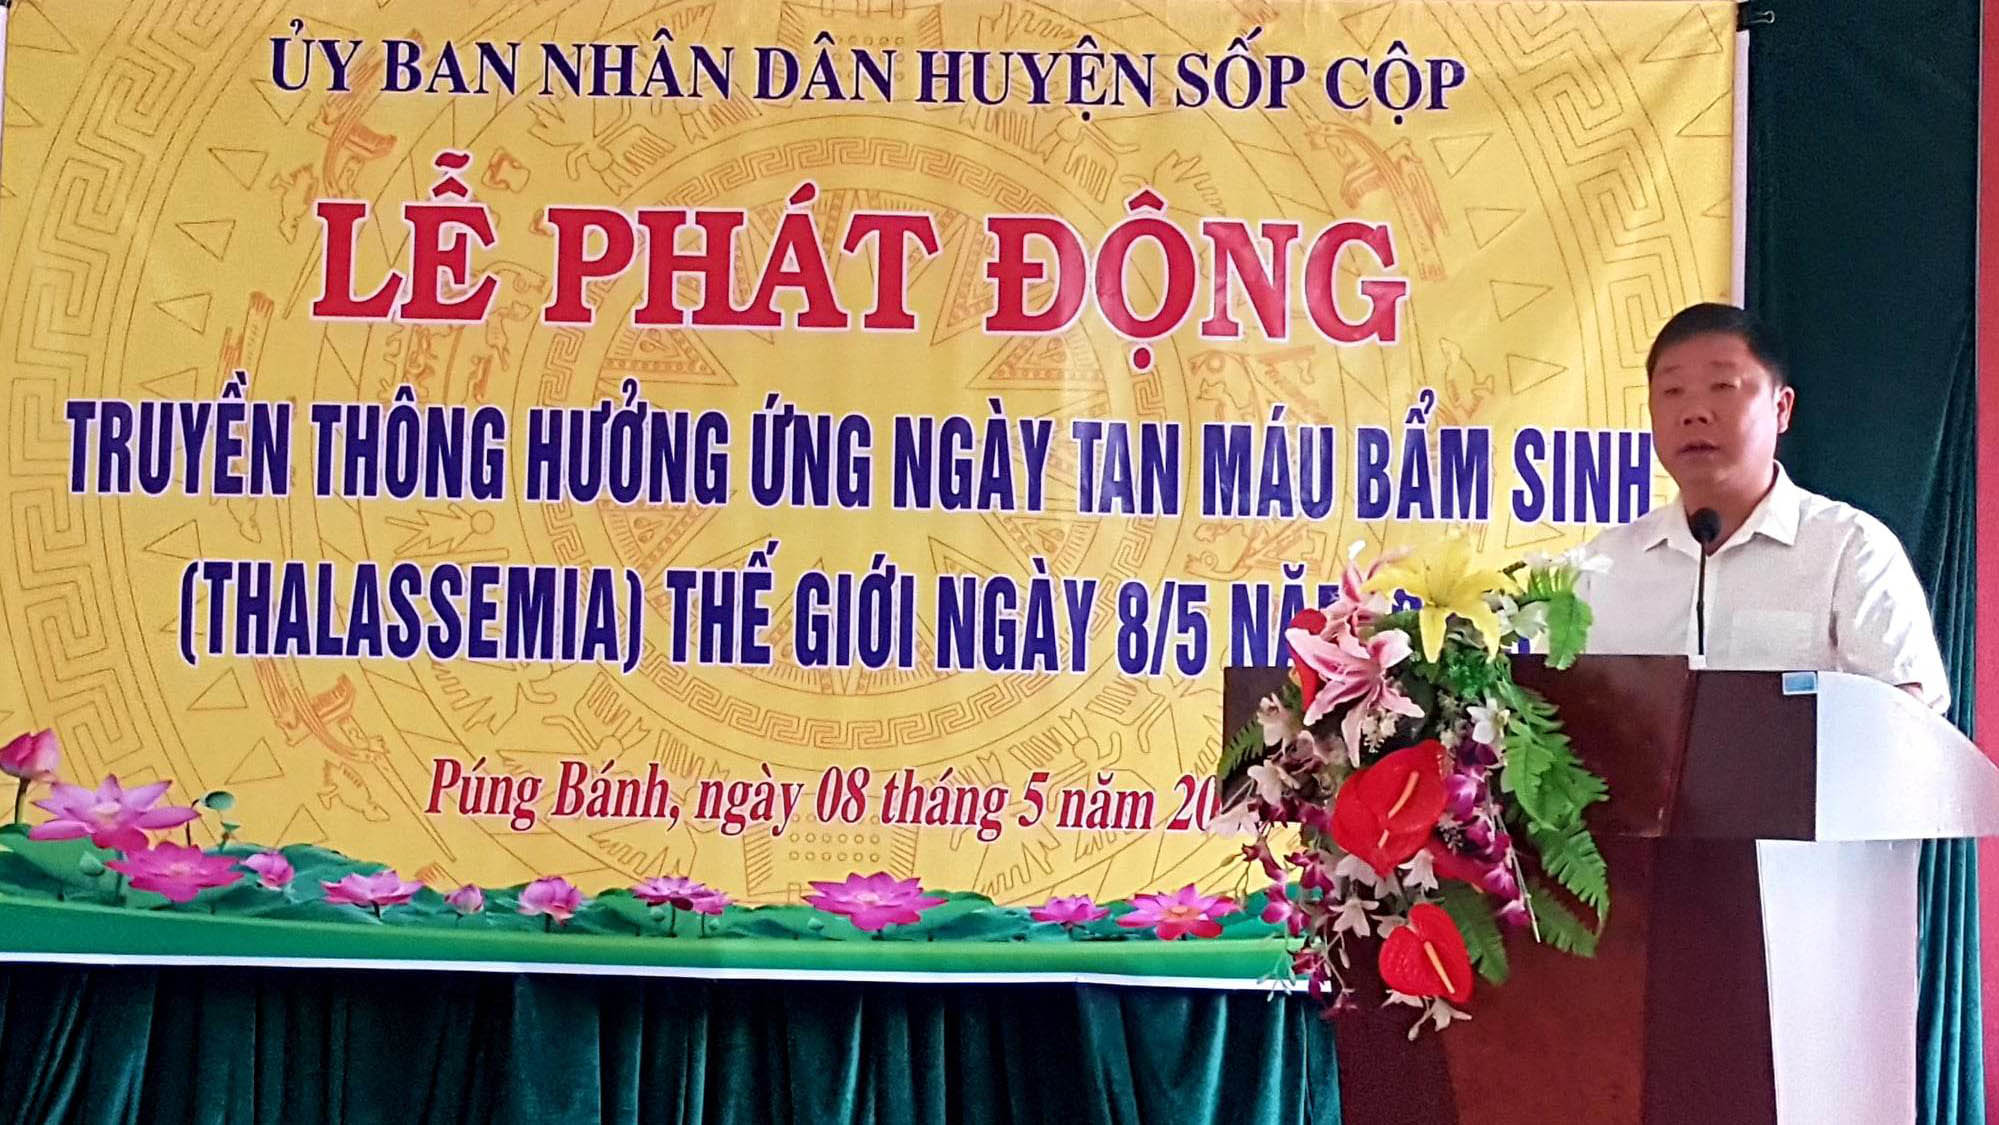 ỦY BAN NHÂN DÂN HUYỆN SỐP CỘP
LỄ PHÁT ĐỘNG
TRUYỀN THÔNG HƯỞNG ỨNG NGÀY TAN MÁU BẨM SINH
(THALASSEMIA) THẾ GIỚI NGÀY 8/5 NĂM
Púng Bánh, ngày 08 tháng 5 năm